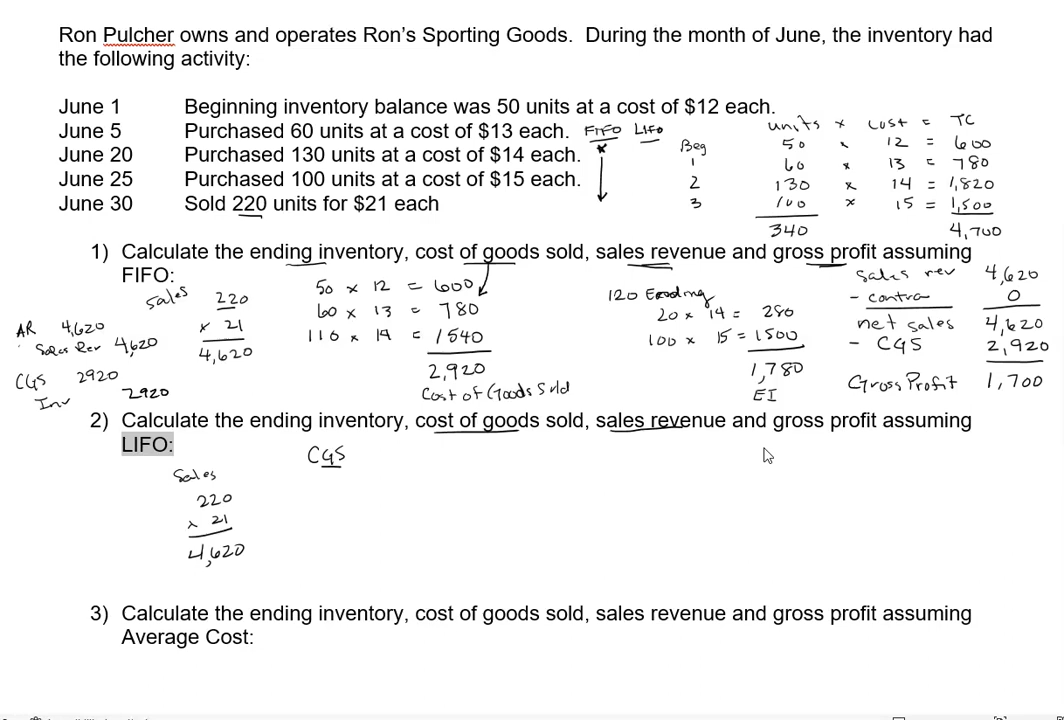 Ron Pulcher owns and operates Ron's Sporting Goods. During the month of June, the inventory had
the following activity:
June 1 Beginning inventory balance was 50 units at a cost of $12 each.
June 5 Purchased 60 units at a cost of $13 each.
June 20 Purchased 130 units at a cost of $14 each.
June 25 Purchased 100 units at a cost of $15 each.
June 30 Sold 220 units for $21 each
FIFO LIFO
units x cost = TC
Beg 50 x 12 = 600
1 60 x 13 = 780
2 130 x 14 = 1,820
3 100 x 15 = 1,500
340 4,700
1) Calculate the ending inventory, cost of goods sold, sales revenue and gross profit assuming
FIFO:
Sales 220
x 21
4,620
AR 4,620
Sales Rev 4,620
CGS 2920
Inv 2920
50 x 12 = 600
60 x 13 = 780
110 x 14 = 1540
2,920
Cost of Goods Sold
120 Ending
20 x 14 = 280
100 x 15 = 1500
1,780
EI
Sales rev 4,620
- contra 0
net sales 4,620
- CGS 2,920
Gross Profit 1,700
2) Calculate the ending inventory, cost of goods sold, sales revenue and gross profit assuming
LIFO:
CGS
Sales
220
x 21
4,620
3) Calculate the ending inventory, cost of goods sold, sales revenue and gross profit assuming
Average Cost: